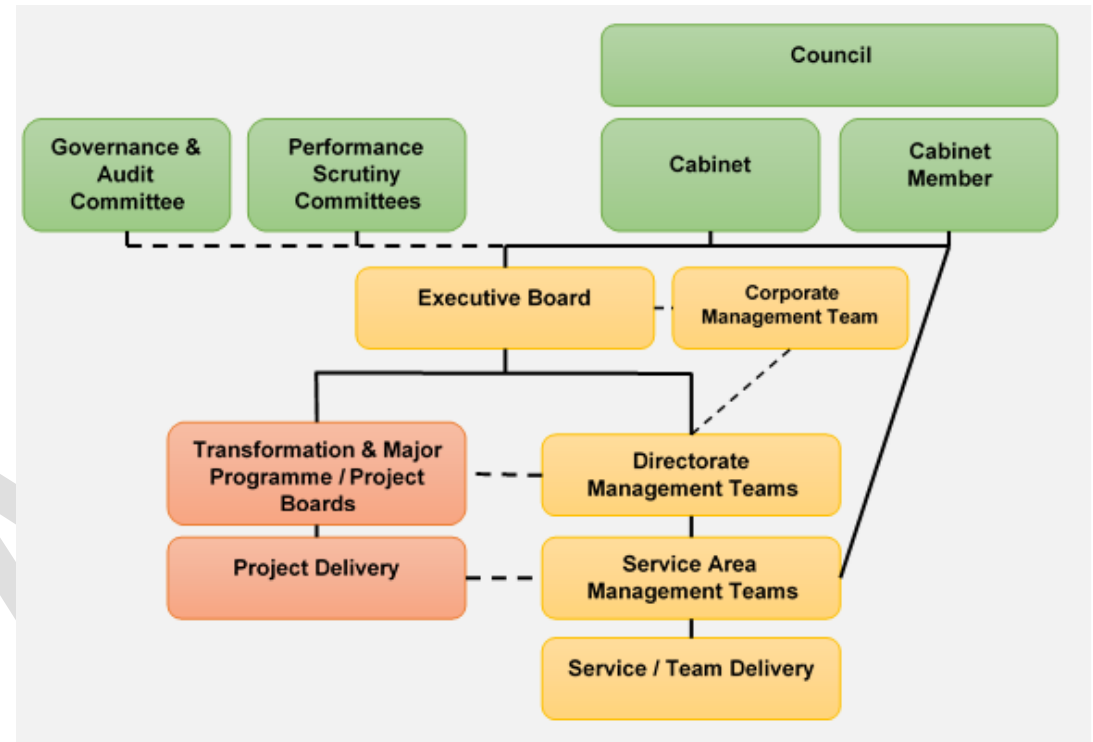 Council
Governance &
Audit
Committee
Performance
Scrutiny
Committees
Cabinet
Cabinet
Member
Executive Board
Corporate
Management Team
Transformation & Major
Programme / Project
Boards
Directorate
Management Teams
Project Delivery
Service Area
Management Teams
Service / Team Delivery